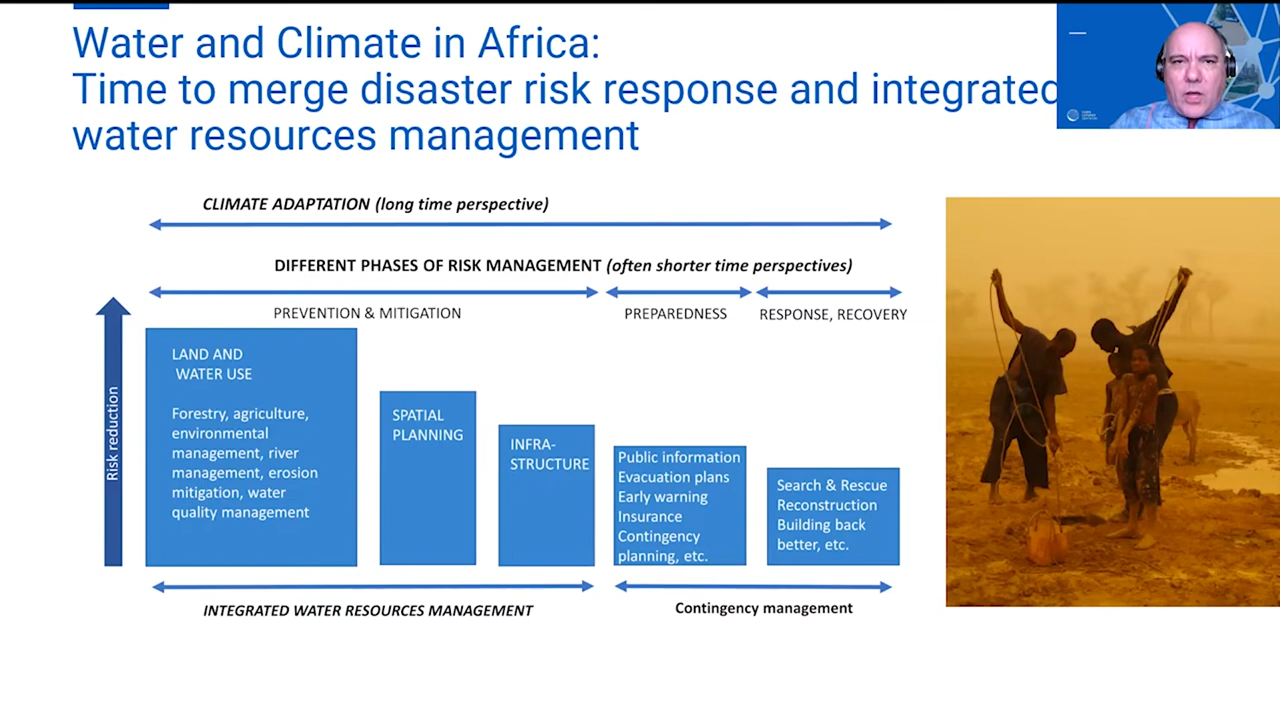 Water and Climate in Africa:
Time to merge disaster risk response and integrated
water resources management
CLIMATE ADAPTATION (long time perspective)
DIFFERENT PHASES OF RISK MANAGEMENT (often shorter time perspectives)
PREVENTION & MITIGATION
PREPAREDNESS
RESPONSE, RECOVERY
Risk reduction
LAND AND
WATER USE
Forestry, agriculture,
environmental
management, river
management, erosion
mitigation, water
quality management
SPATIAL
PLANNING
INFRA-
STRUCTURE
Public information
Evacuation plans
Early warning
Insurance
Contingency
planning, etc.
Search & Rescue
Reconstruction
Building back
better, etc.
INTEGRATED WATER RESOURCES MANAGEMENT
Contingency management